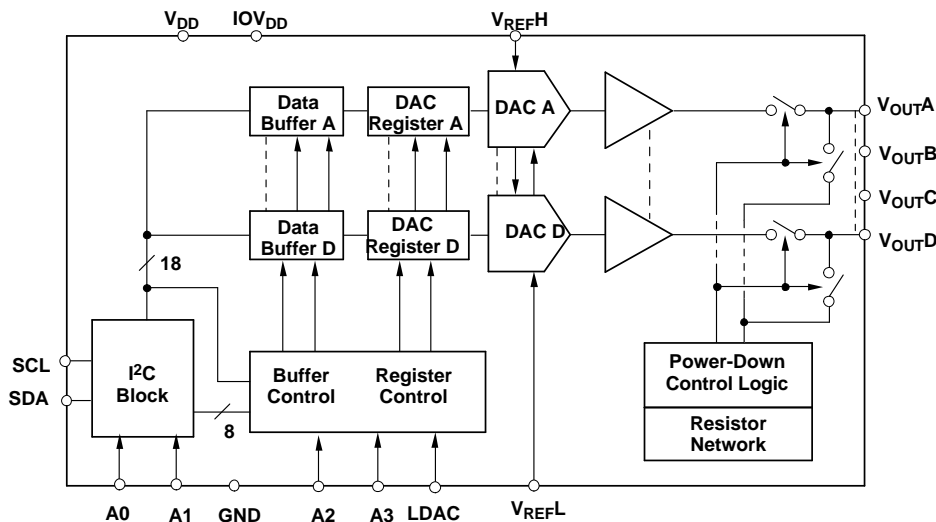 VDD IOVDD VREFH
Data Buffer A
DAC Register A
DAC A
VOUTA
VOUTB
VOUTC
VOUTD
Data Buffer D
DAC Register D
DAC D
18
SCL
SDA
I2C Block
Buffer Control
Register Control
8
Power-Down Control Logic
Resistor Network
A0 A1 GND A2 A3 LDAC VREFL